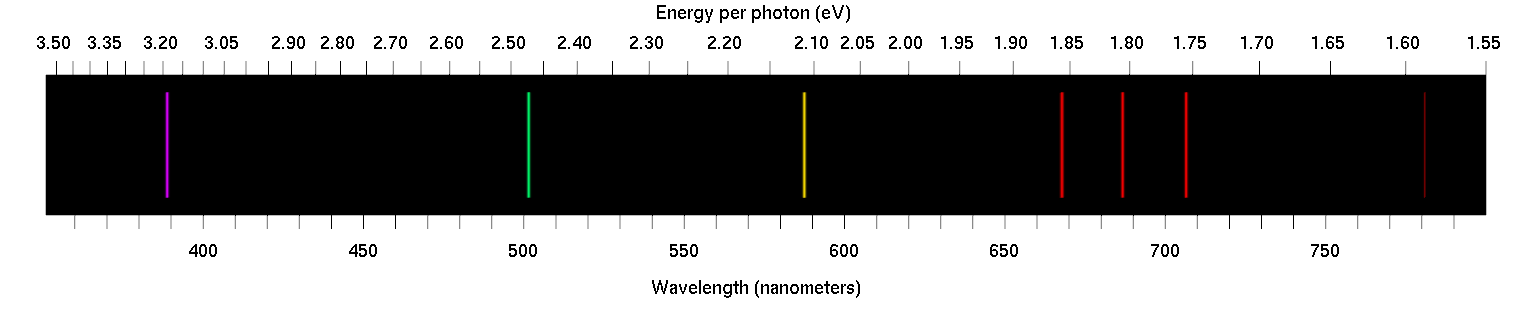 Energy per photon (eV)
3.50 3.35 3.20 3.05 2.90 2.80 2.70 2.60 2.50 2.40 2.30 2.20 2.10 2.05 2.00 1.95 1.90 1.85 1.80 1.75 1.70 1.65 1.60 1.55
400 450 500 550 600 650 700 750
Wavelength (nanometers)